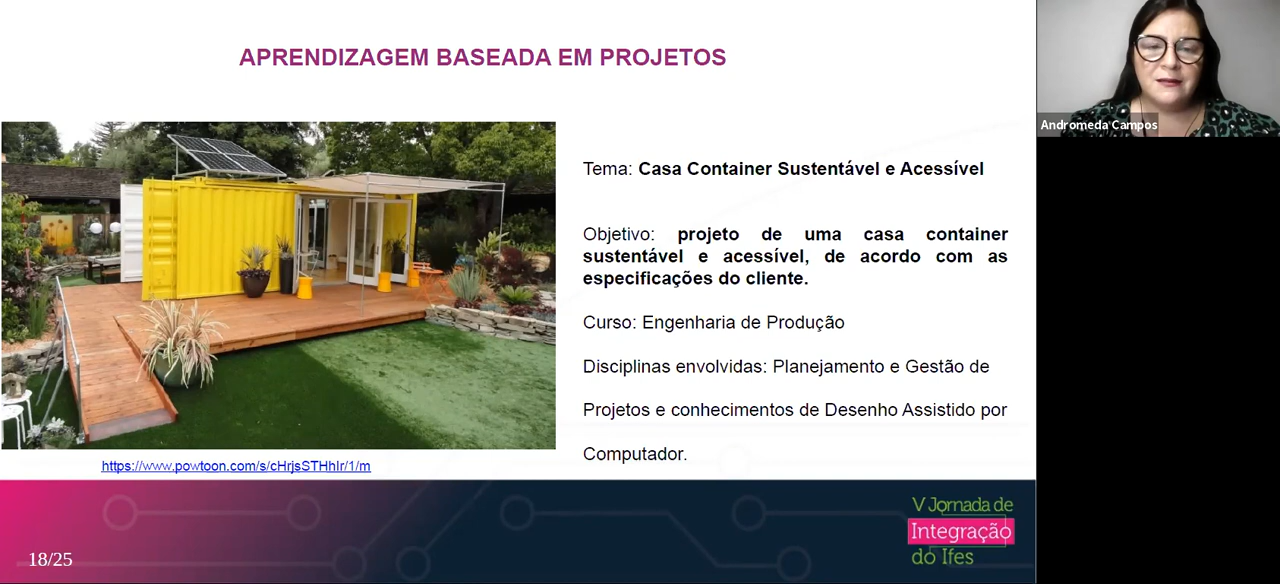 APRENDIZAGEM BASEADA EM PROJETOS
Andromeda Campos
Tema: Casa Container Sustentável e Acessível
Objetivo: projeto de uma casa container
sustentável e acessível, de acordo com as
especificações do cliente.
Curso: Engenharia de Produção
Disciplinas envolvidas: Planejamento e Gestão de
Projetos e conhecimentos de Desenho Assistido por
Computador.
https://www.powtoon.com/s/cHrjsSTHhIr/1/m
V Jornada de
Integração
do Ifes
18/25